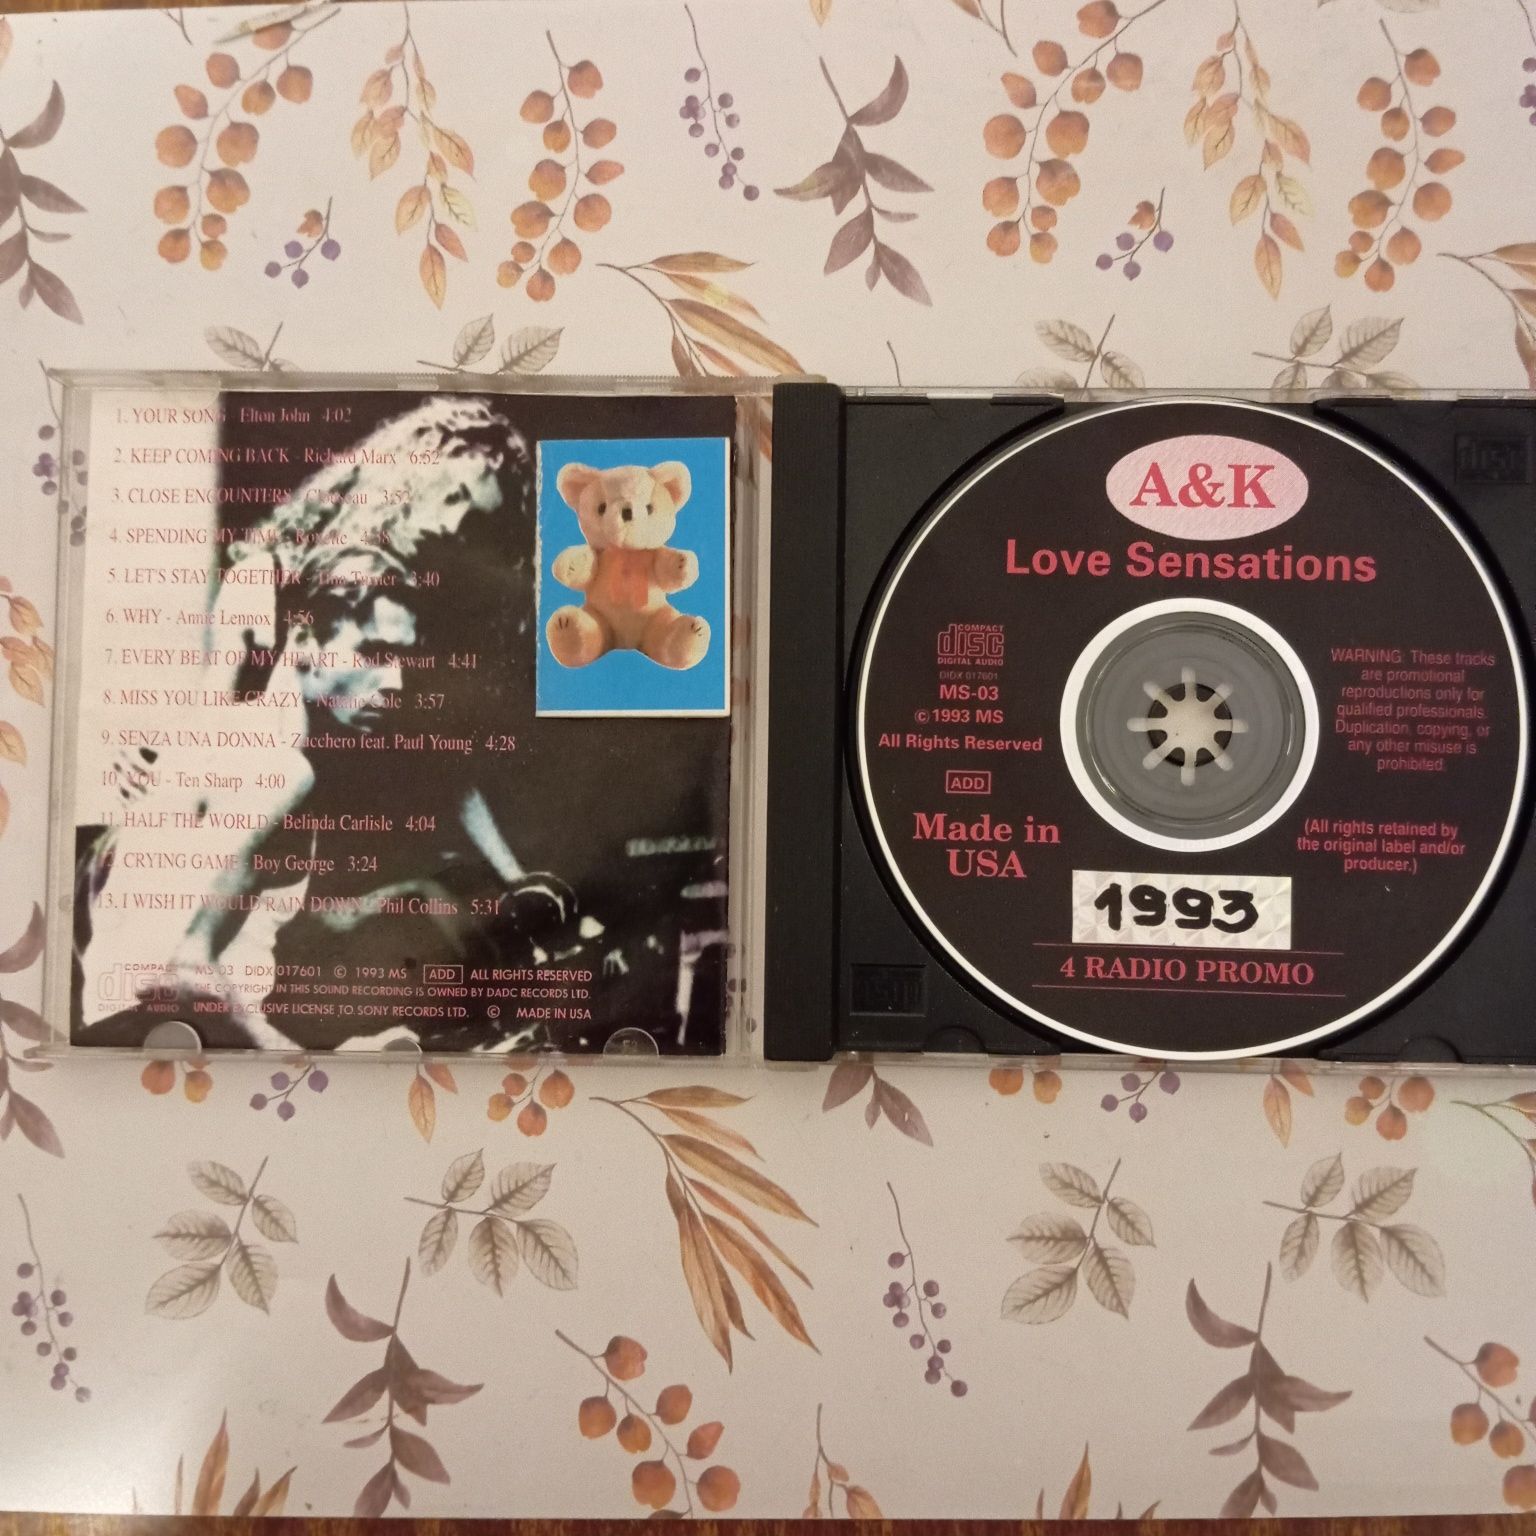 1. YOUR SONG Elton John 4:02
2. KEEP COMING BACK - Richard Marx 6:52
3. CLOSE ENCOUNTERS - Clouseau 3:52
4. SPENDING MY TIME - Roxette 4:38
5. LET'S STAY TOGETHER - Tina Turner 3:40
6. WHY - Annie Lennox 4:56
7. EVERY BEAT OF MY HEART - Rod Stewart 4:41
8. MISS YOU LIKE CRAZY - Natalie Cole 3:57
9. SENZA UNA DONNA - Zucchero feat. Paul Young 4:28
10. YOU - Ten Sharp 4:00
11. HALF THE WORLD - Belinda Carlisle 4:04
12. CRYING GAME - Boy George 3:24
13. I WISH IT WOULD RAIN DOWN - Phil Collins 5:31
COMPACT
disc
DIGITAL AUDIO
MS 03 DIDX 017601 © 1993 MS ADD ALL RIGHTS RESERVED
THE COPYRIGHT IN THIS SOUND RECORDING IS OWNED BY DADC RECORDS LTD.
UNDER EXCLUSIVE LICENSE TO SONY RECORDS LTD. © MADE IN USA
A&K
Love Sensations
COMPACT
disc
DIGITAL AUDIO
DIDX 017601
MS-03
©1993 MS
All Rights Reserved
ADD
Made in
USA
WARNING: These tracks
are promotional
reproductions only for
qualified professionals.
Duplication, copying, or
any other misuse is
prohibited.
(All rights retained by
the original label and/or
producer.)
1993
4 RADIO PROMO